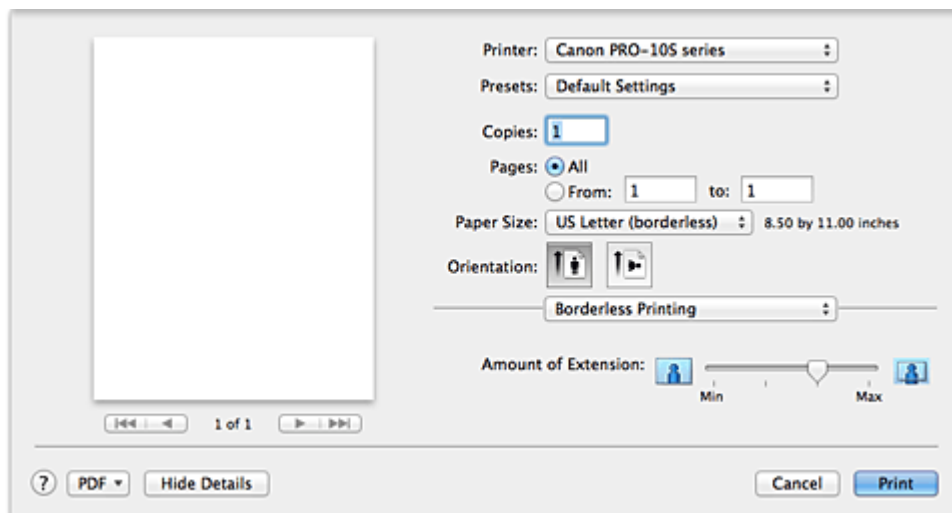 Printer: Canon PRO-10S series
Presets: Default Settings
Copies: 1
Pages: All
From: 1 to: 1
Paper Size: US Letter (borderless) 8.50 by 11.00 inches
Orientation:
Borderless Printing
Amount of Extension:
Min Max
1 of 1
? PDF Hide Details Cancel Print